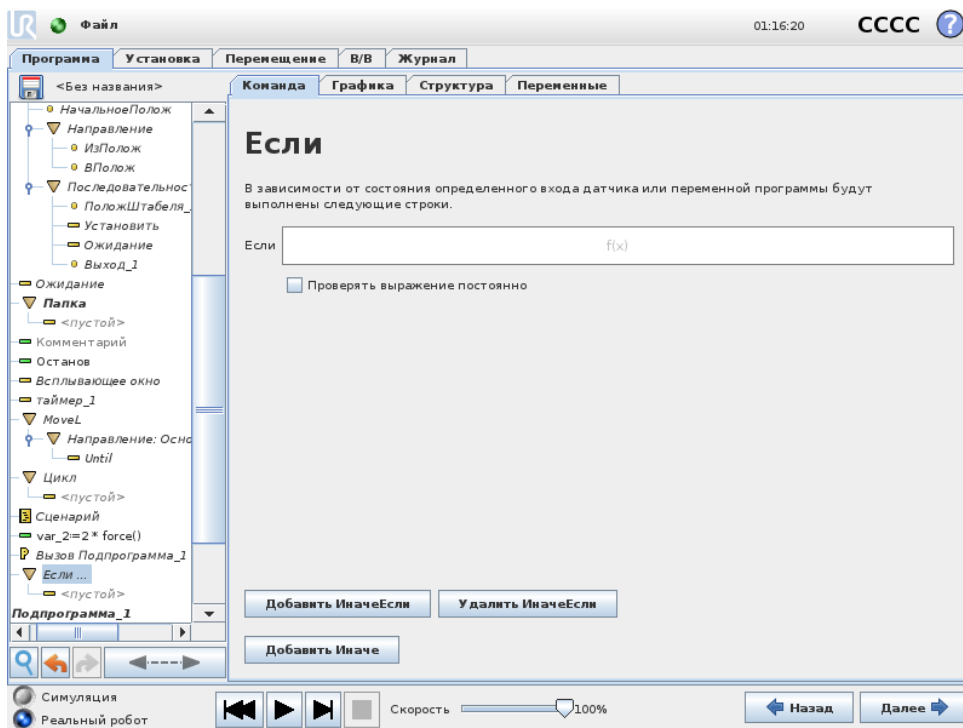 UR Файл 01:16:20 CCCC ?
Программа Установка Перемещение В/В Журнал
<Без названия> Команда Графика Структура Переменные
НачальноеПолож
Направление
ИзПолож
ВПолож
Последовательнос
ПоложШтабеля_
Установить
Ожидание
Выход_1
Ожидание
Папка
<пустой>
Комментарий
Останов
Всплывающее окно
таймер_1
MoveL
Направление: Осно
Until
Цикл
<пустой>
Сценарий
var_2:=2 * force()
Вызов Подпрограмма_1
Если ...
<пустой>
Подпрограмма_1
Если
В зависимости от состояния определенного входа датчика или переменной программы будут
выполнены следующие строки.
Если f(x)
Проверять выражение постоянно
Добавить ИначеЕсли Удалить ИначеЕсли
Добавить Иначе
Симуляция
Реальный робот
Скорость 100%
Назад Далее